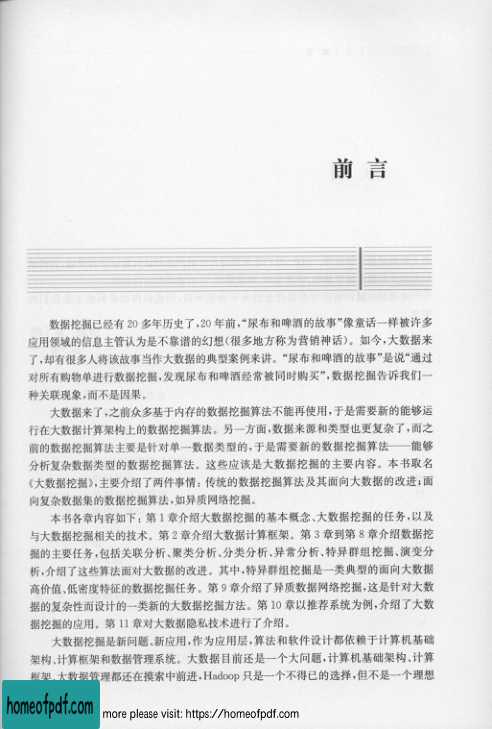 前 言
数据挖掘已经有 20 多年历史了,20 年前,“尿布和啤酒的故事”像童话一样被许多
应用领域的信息主管认为是不靠谱的幻想(很多地方称为营销神话)。如今,大数据来
了,却有很多人将该故事当作大数据的典型案例来讲。“尿布和啤酒的故事”是说“通过
对所有购物单进行数据挖掘,发现尿布和啤酒经常被同时购买”,数据挖掘告诉我们一
种关联现象,而不是因果。
大数据来了,之前众多基于内存的数据挖掘算法不能再使用,于是需要新的能够运
行在大数据计算架构上的数据挖掘算法。另一方面,数据来源和类型也更复杂了,而之
前的数据挖掘算法主要是针对单一数据类型的,于是需要新的数据挖掘算法——能够
分析复杂数据类型的数据挖掘算法。这些应该是大数据挖掘的主要内容。本书取名
《大数据挖掘》,主要介绍了两件事情:传统的数据挖掘算法及其面向大数据的改进;面
向复杂数据集的数据挖掘算法,如异质网络挖掘。
本书各章内容如下:第 1 章介绍大数据挖掘的基本概念、大数据挖掘的任务,以及
与大数据挖掘相关的技术。第 2 章介绍大数据计算框架。第 3 章到第 8 章介绍数据挖
掘的主要任务,包括关联分析、聚类分析、分类分析、异常分析、特异群组挖掘、演变分
析,介绍了这些算法面对大数据的改进。其中,特异群组挖掘是一类典型的面向大数据
高价值、低密度特征的数据挖掘任务。第 9 章介绍了异质数据网络挖掘,这是针对大数
据的复杂性而设计的一类新的大数据挖掘方法。第 10 章以推荐系统为例,介绍了大数
据挖掘的应用。第 11 章对大数据隐私技术进行了介绍。
大数据挖掘是新问题、新应用,作为应用层,算法和软件设计都依赖于计算机基础
架构、计算框架和数据管理系统。大数据目前还是一个大问题,计算机基础架构、计算
框架、大数据管理都还在摸索中前进,Hadoop 只是一个不得已的选择,但不是一个理想
homeofpdf.com
more please visit: https://homeofpdf.com